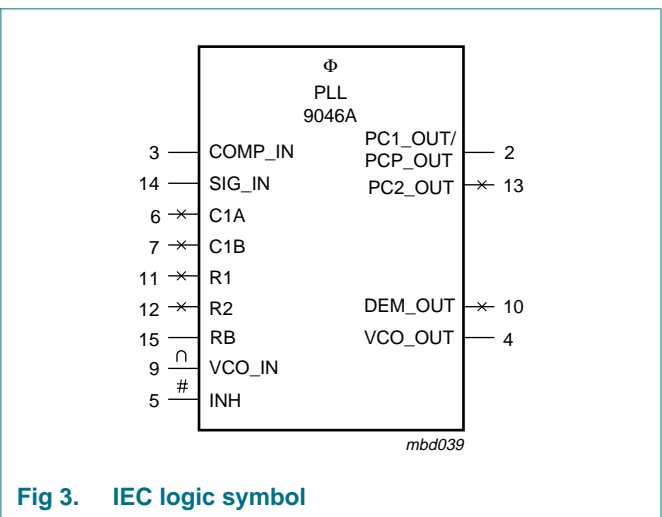 Φ
PLL
9046A
3 COMP_IN
14 SIG_IN
6 C1A
7 C1B
11 R1
12 R2
15 RB
9 ∩ VCO_IN
5 # INH
PC1_OUT/
PCP_OUT 2
PC2_OUT 13
DEM_OUT 10
VCO_OUT 4
mbd039
Fig 3. IEC logic symbol